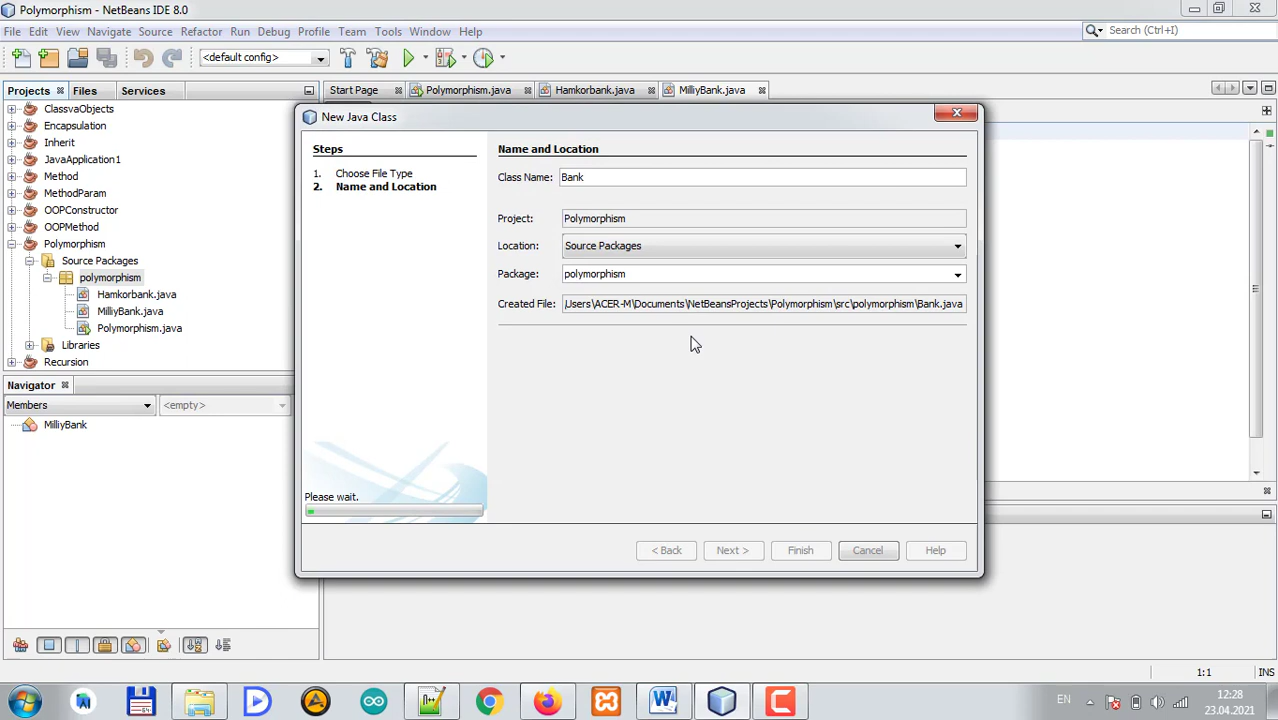 Polymorphism - NetBeans IDE 8.0
File Edit View Navigate Source Refactor Run Debug Profile Team Tools Window Help
Search (Ctrl+I)
<default config>
Projects Files Services
Start Page Polymorphism.java Hamkorbank.java MilliyBank.java
ClassvaObjects
Encapsulation
Inherit
JavaApplication1
Method
MethodParam
OOPConstructor
OOPMethod
Polymorphism
Source Packages
polymorphism
Hamkorbank.java
MilliyBank.java
Polymorphism.java
Libraries
Recursion
Navigator
Members <empty>
MilliyBank
New Java Class
Steps
1. Choose File Type
2. Name and Location
Please wait.
Name and Location
Class Name: Bank
Project: Polymorphism
Location: Source Packages
Package: polymorphism
Created File: Users\ACER-M\Documents\NetBeansProjects\Polymorphism\src\polymorphism\Bank.java
< Back Next > Finish Cancel Help
1:1 INS
EN 12:28
23.04.2021